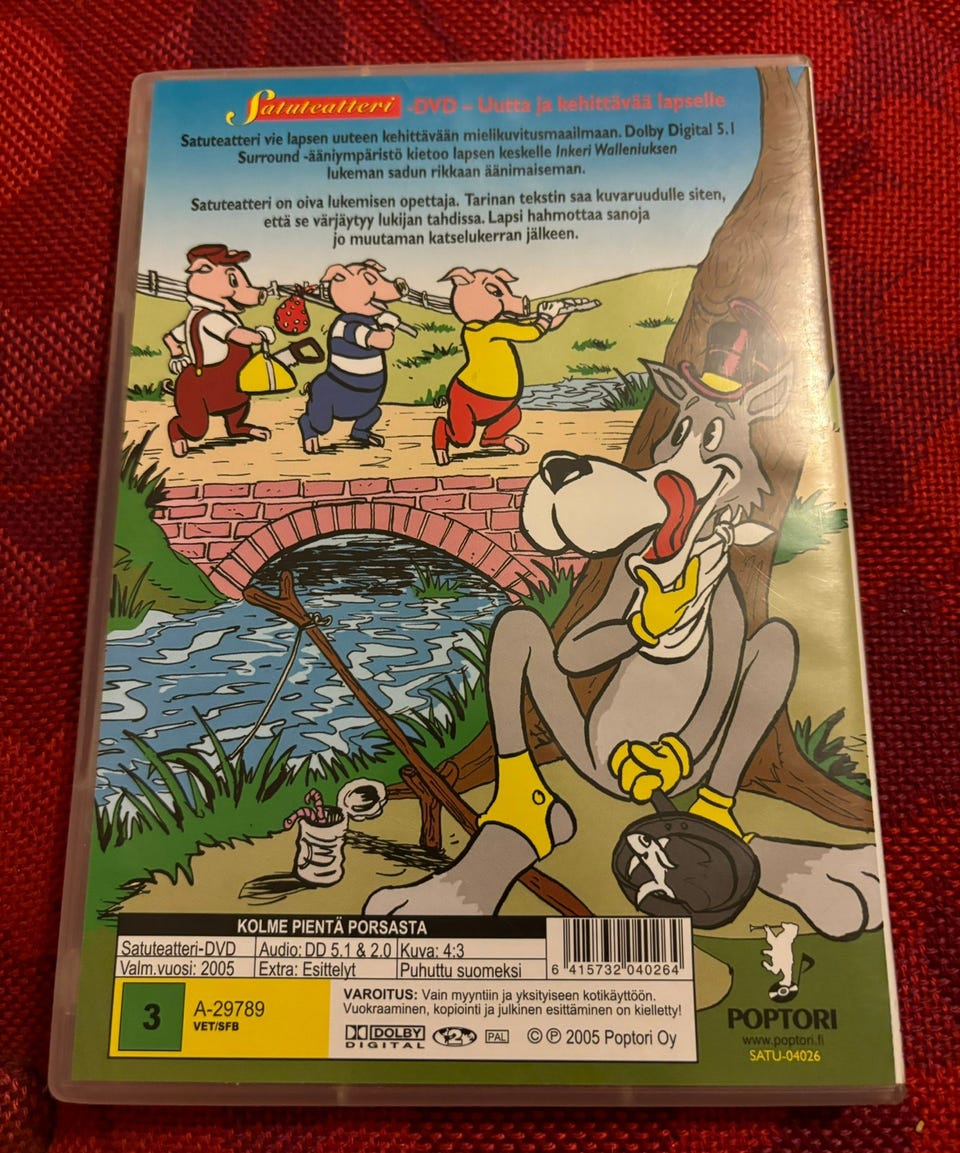 Satuteatteri -DVD – Uutta ja kehittävää lapselle
Satuteatteri vie lapsen uuteen kehittävään mielikuvitusmaailmaan. Dolby Digital 5.1
Surround -ääniympäristö kietoo lapsen keskelle Inkeri Walleniuksen
lukeman sadun rikkaan äänimaiseman.
Satuteatteri on oiva lukemisen opettaja. Tarinan tekstin saa kuvaruudulle siten,
että se värjäytyy lukijan tahdissa. Lapsi hahmottaa sanoja
jo muutaman katselukerran jälkeen.
KOLME PIENTÄ PORSASTA
Satuteatteri-DVD Audio: DD 5.1 & 2.0 Kuva: 4:3
Valm.vuosi: 2005 Extra: Esittelyt Puhuttu suomeksi
6 415732 040264
3 A-29789
VET/SFB
VAROITUS: Vain myyntiin ja yksityiseen kotikäyttöön.
Vuokraaminen, kopiointi ja julkinen esittäminen on kielletty!
DOLBY
DIGITAL
2
PAL
© ℗ 2005 Poptori Oy
POPTORI
www.poptori.fi
SATU-04026